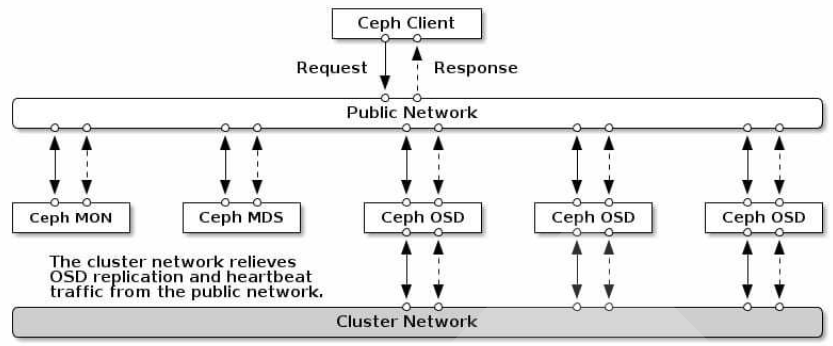 Ceph Client
Request
Response
Public Network
Ceph MON
Ceph MDS
Ceph OSD
Ceph OSD
Ceph OSD
The cluster network relieves
OSD replication and heartbeat
traffic from the public network.
Cluster Network